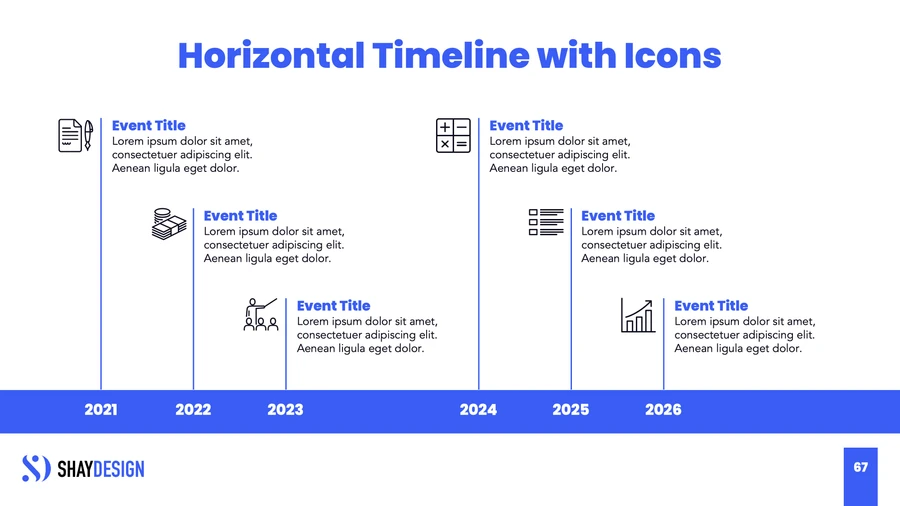 Horizontal Timeline with Icons
Event Title
Lorem ipsum dolor sit amet,
consectetuer adipiscing elit.
Aenean ligula eget dolor.
Event Title
Lorem ipsum dolor sit amet,
consectetuer adipiscing elit.
Aenean ligula eget dolor.
Event Title
Lorem ipsum dolor sit amet,
consectetuer adipiscing elit.
Aenean ligula eget dolor.
Event Title
Lorem ipsum dolor sit amet,
consectetuer adipiscing elit.
Aenean ligula eget dolor.
Event Title
Lorem ipsum dolor sit amet,
consectetuer adipiscing elit.
Aenean ligula eget dolor.
Event Title
Lorem ipsum dolor sit amet,
consectetuer adipiscing elit.
Aenean ligula eget dolor.
2021 2022 2023 2024 2025 2026
SHAYDESIGN
67